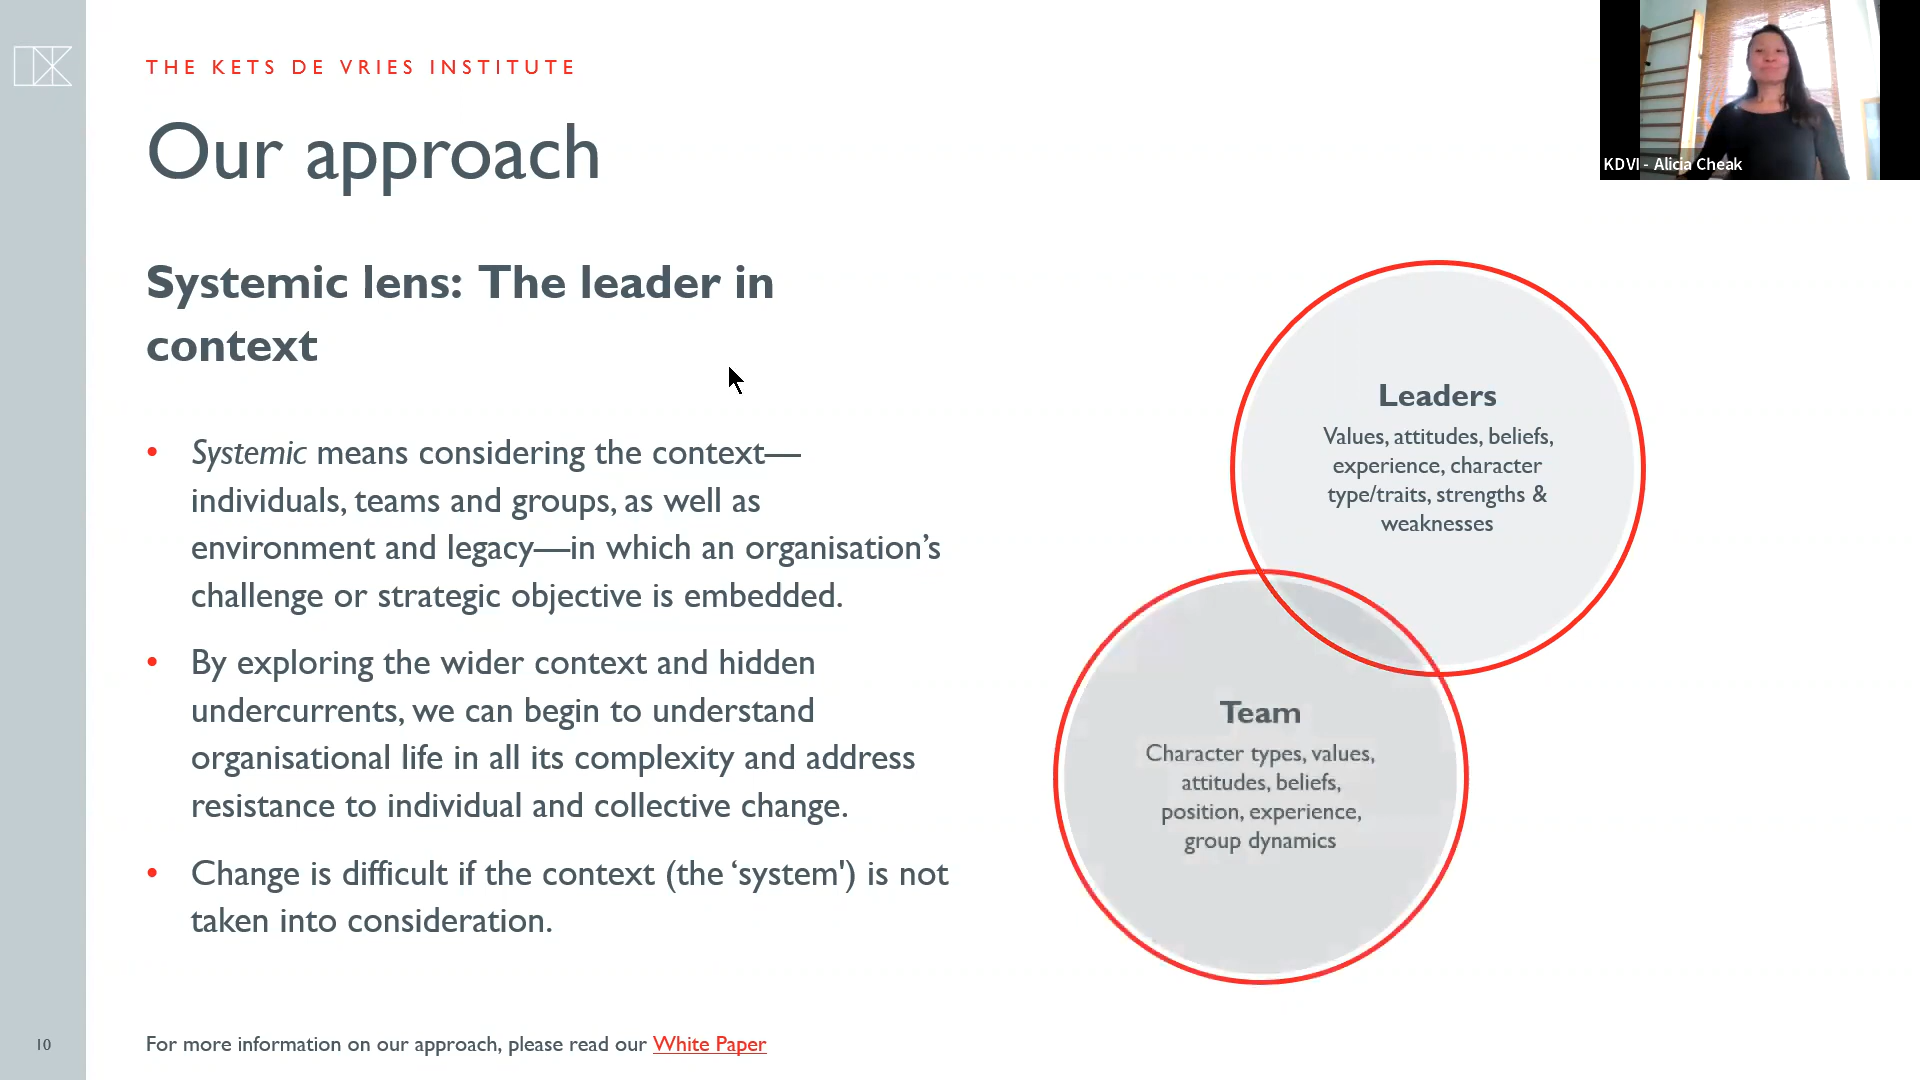 THE KETS DE VRIES INSTITUTE
Our approach
Systemic lens: The leader in
context
• Systemic means considering the context—
individuals, teams and groups, as well as
environment and legacy—in which an organisation’s
challenge or strategic objective is embedded.
• By exploring the wider context and hidden
undercurrents, we can begin to understand
organisational life in all its complexity and address
resistance to individual and collective change.
• Change is difficult if the context (the ‘system') is not
taken into consideration.
Leaders
Values, attitudes, beliefs,
experience, character
type/traits, strengths &
weaknesses
Team
Character types, values,
attitudes, beliefs,
position, experience,
group dynamics
KDVI - Alicia Cheak
10
For more information on our approach, please read our White Paper